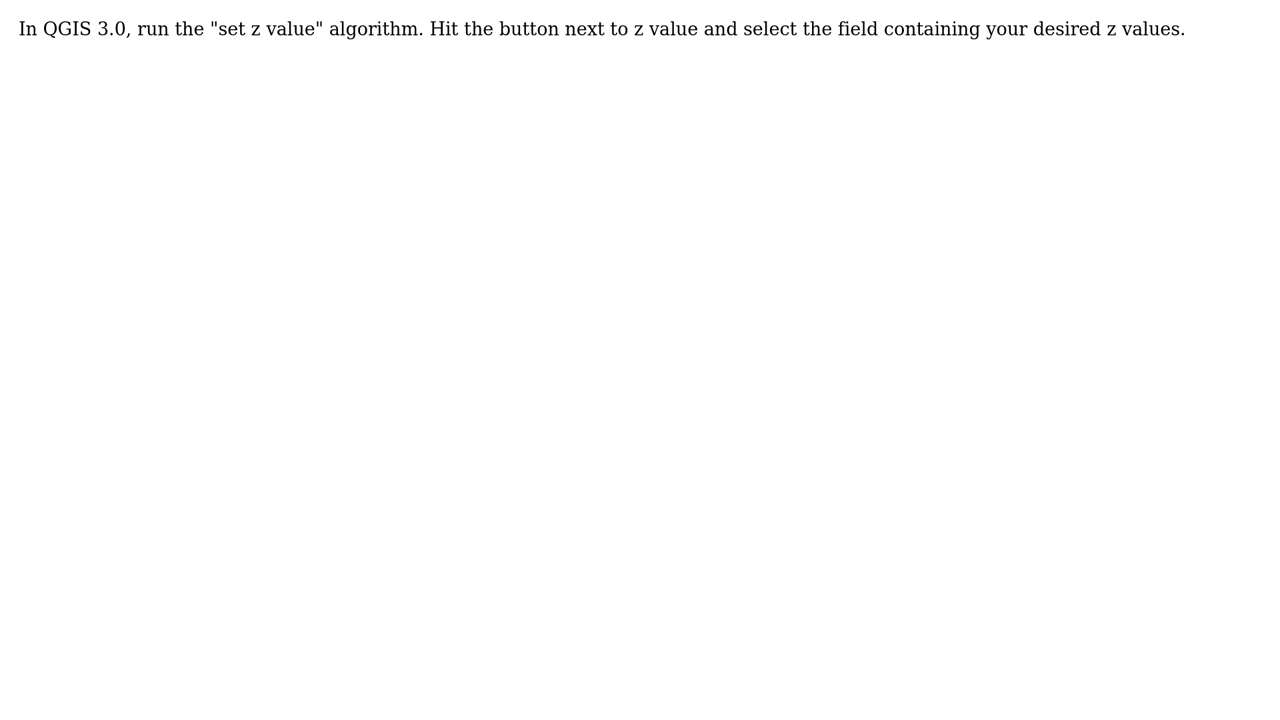 In QGIS 3.0, run the "set z value" algorithm. Hit the button next to z value and select the field containing your desired z values.